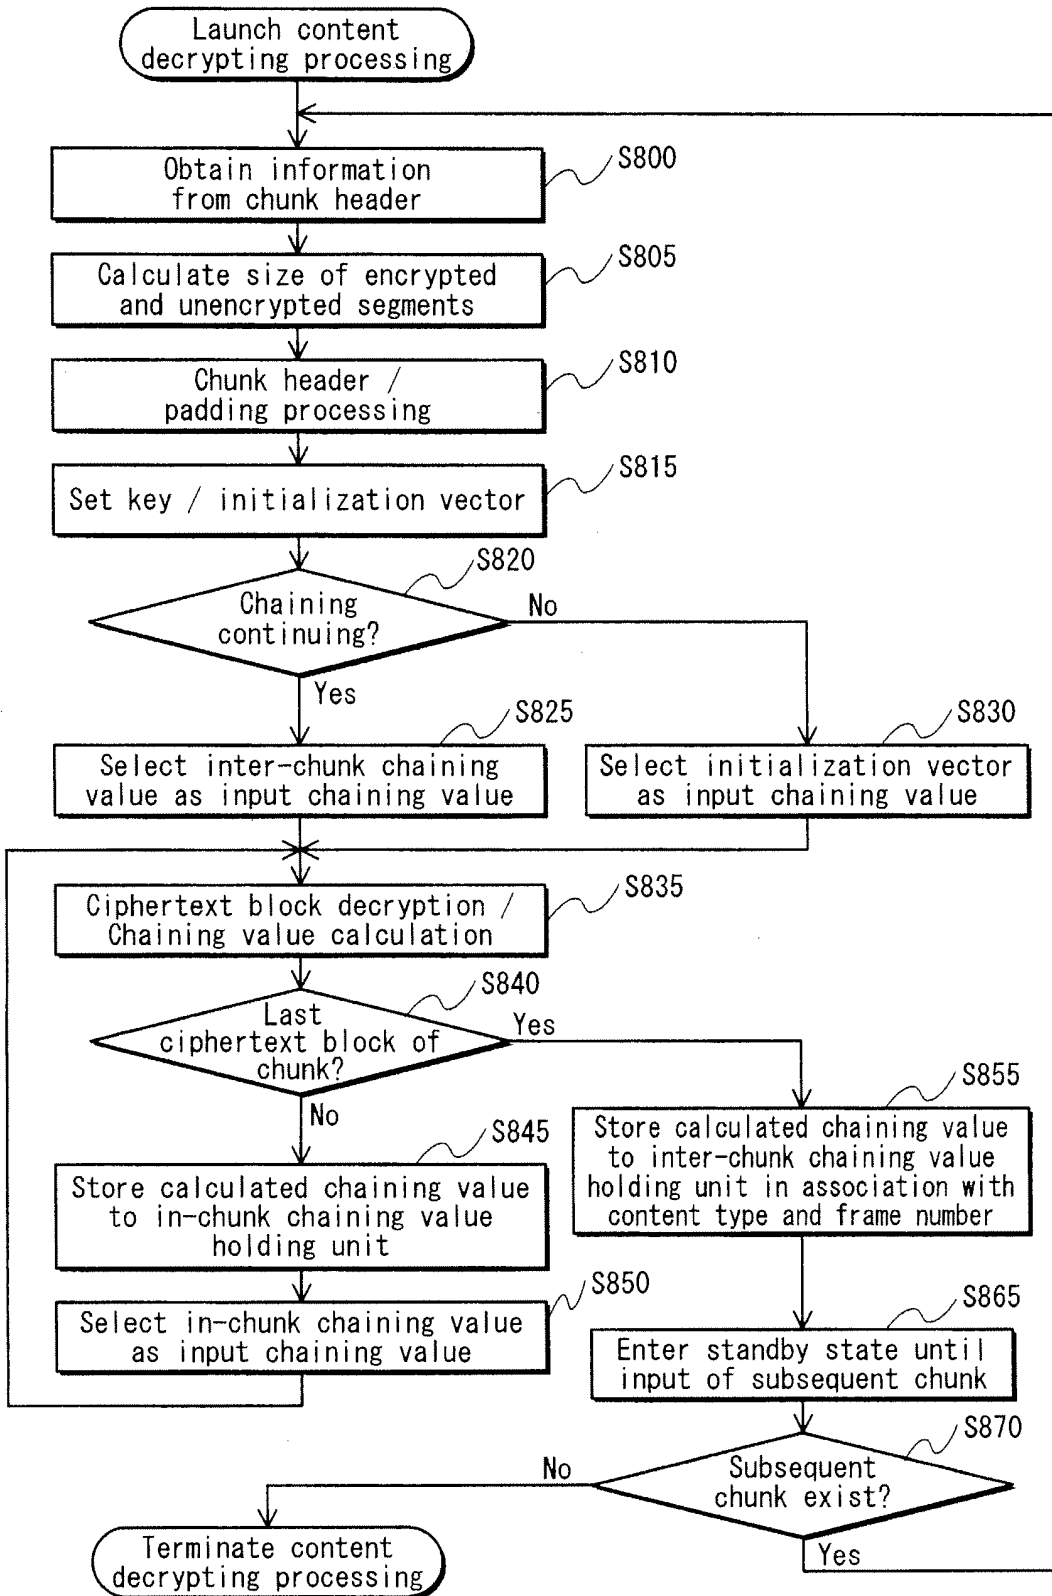 Launch content
decrypting processing
S800
Obtain information
from chunk header
S805
Calculate size of encrypted
and unencrypted segments
S810
Chunk header /
padding processing
S815
Set key / initialization vector
S820
Chaining
continuing?
No
Yes
S825
Select inter-chunk chaining
value as input chaining value
S830
Select initialization vector
as input chaining value
S835
Ciphertext block decryption /
Chaining value calculation
S840
Last
ciphertext block of
chunk?
Yes
No
S845
Store calculated chaining value
to in-chunk chaining value
holding unit
S850
Select in-chunk chaining value
as input chaining value
S855
Store calculated chaining value
to inter-chunk chaining value
holding unit in association with
content type and frame number
S865
Enter standby state until
input of subsequent chunk
S870
Subsequent
chunk exist?
No
Yes
Terminate content
decrypting processing